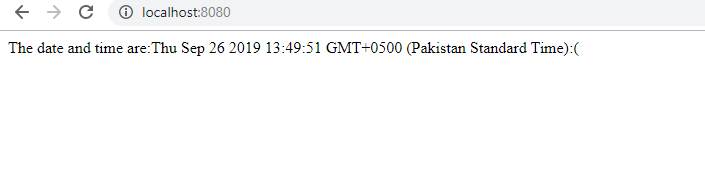 localhost:8080
The date and time are:Thu Sep 26 2019 13:49:51 GMT+0500 (Pakistan Standard Time):(